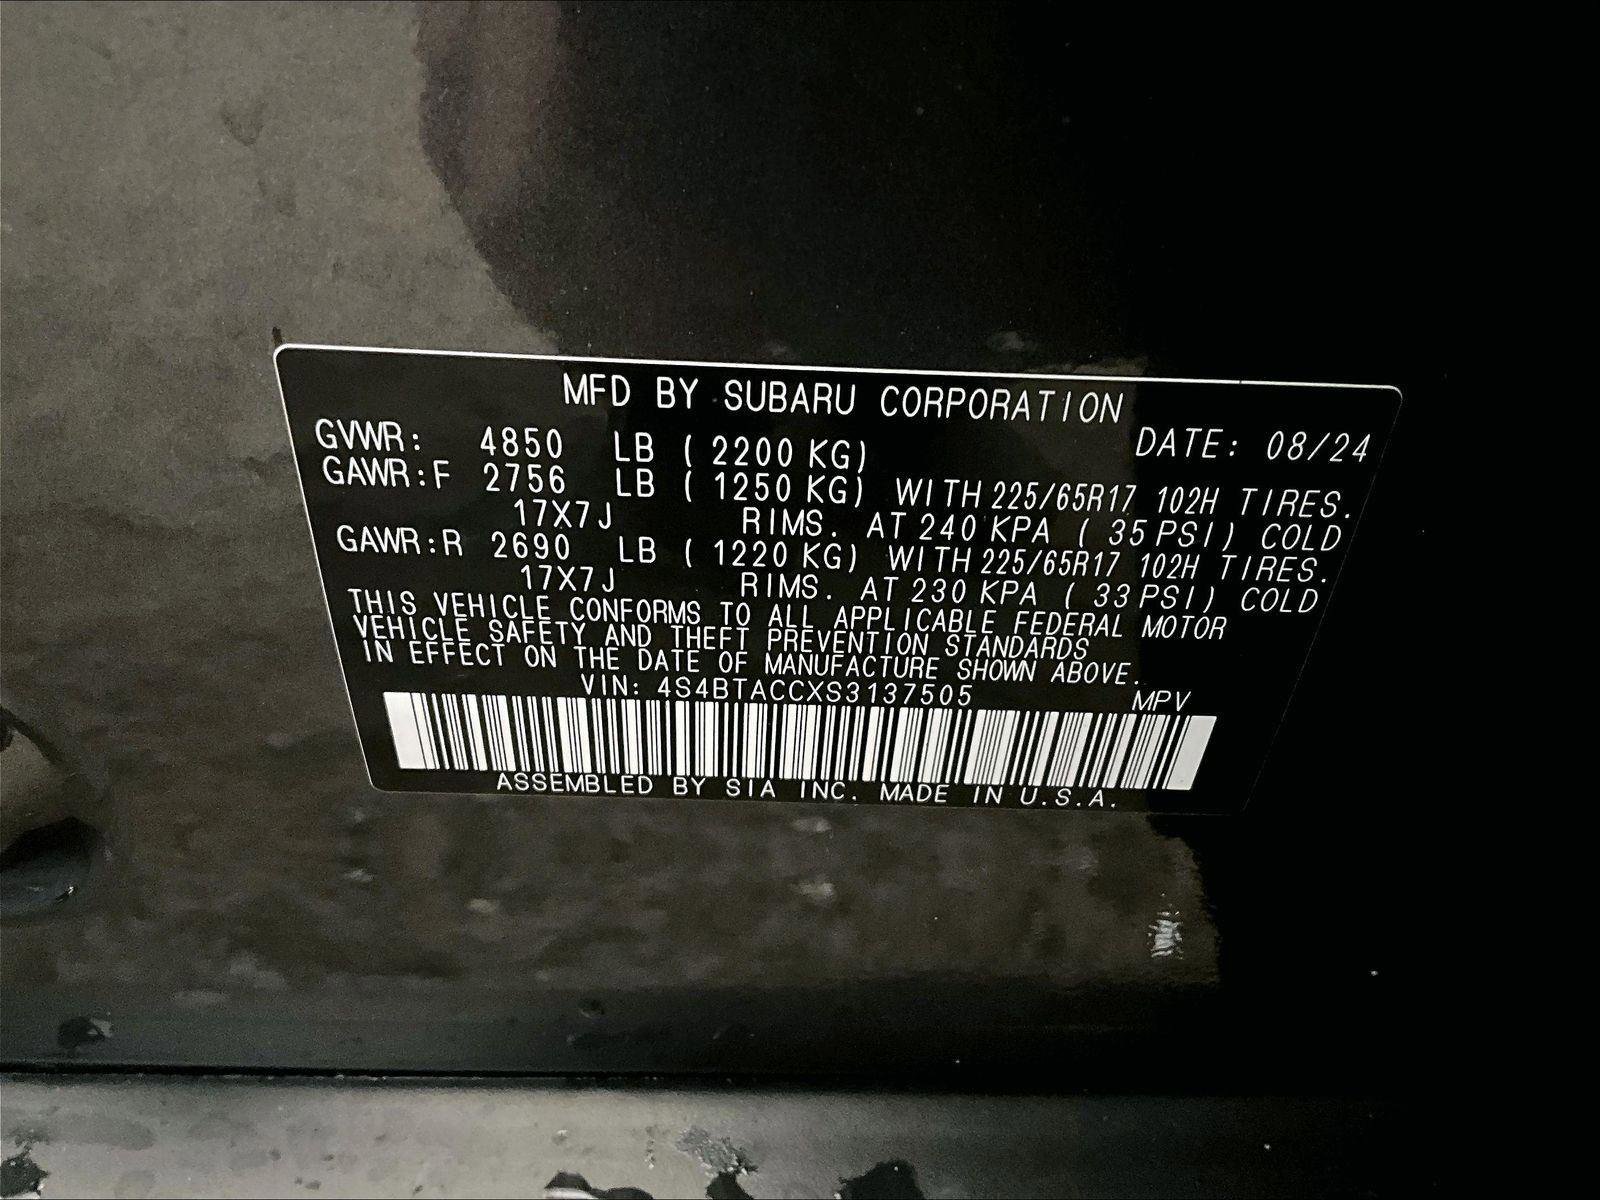 MFD BY SUBARU CORPORATION
GVWR: 4850 LB ( 2200 KG) DATE: 08/24
GAWR:F 2756 LB ( 1250 KG) WITH 225/65R17 102H TIRES.
17X7J RIMS. AT 240 KPA ( 35 PSI) COLD
GAWR:R 2690 LB ( 1220 KG) WITH 225/65R17 102H TIRES.
17X7J RIMS. AT 230 KPA ( 33 PSI) COLD
THIS VEHICLE CONFORMS TO ALL APPLICABLE FEDERAL MOTOR
VEHICLE SAFETY AND THEFT PREVENTION STANDARDS
IN EFFECT ON THE DATE OF MANUFACTURE SHOWN ABOVE.
VIN: 4S4BTACCXS3137505 MPV
ASSEMBLED BY SIA INC. MADE IN U.S.A.